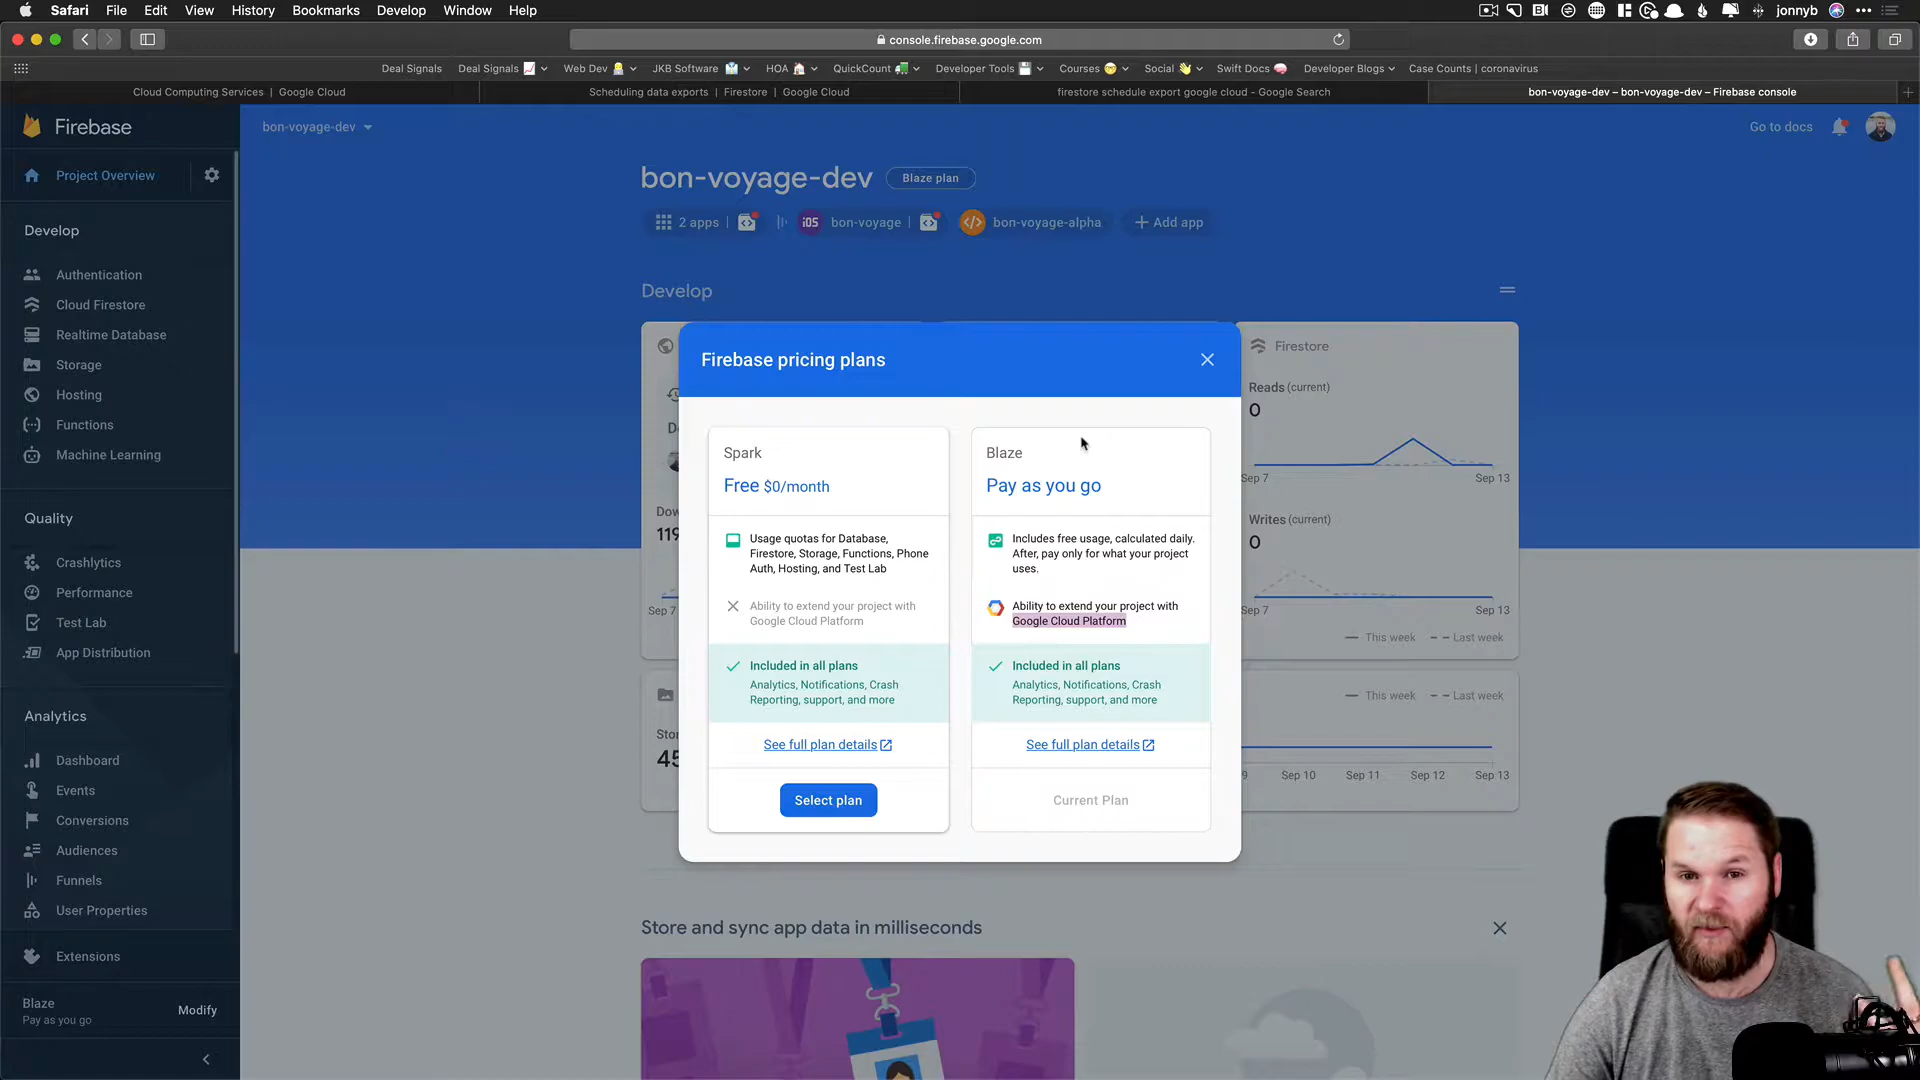 Safari File Edit View History Bookmarks Develop Window Help
jonnyb
console.firebase.google.com
Deal Signals Deal Signals Web Dev JKB Software HOA QuickCount Developer Tools Courses Social Swift Docs Developer Blogs Case Counts | coronavirus
Cloud Computing Services | Google Cloud
Scheduling data exports | Firestore | Google Cloud
firestore schedule export google cloud - Google Search
bon-voyage-dev – bon-voyage-dev – Firebase console
Firebase
bon-voyage-dev
Go to docs
Project Overview
Develop
Authentication
Cloud Firestore
Realtime Database
Storage
Hosting
Functions
Machine Learning
Quality
Crashlytics
Performance
Test Lab
App Distribution
Analytics
Dashboard
Events
Conversions
Audiences
Funnels
User Properties
Extensions
Blaze
Pay as you go
Modify
bon-voyage-dev Blaze plan
2 apps iOS bon-voyage bon-voyage-alpha + Add app
Develop
Firebase pricing plans
Spark
Free $0/month
Usage quotas for Database,
Firestore, Storage, Functions, Phone
Auth, Hosting, and Test Lab
Ability to extend your project with
Google Cloud Platform
Included in all plans
Analytics, Notifications, Crash
Reporting, support, and more
See full plan details
Select plan
Blaze
Pay as you go
Includes free usage, calculated daily.
After, pay only for what your project
uses.
Ability to extend your project with
Google Cloud Platform
Included in all plans
Analytics, Notifications, Crash
Reporting, support, and more
See full plan details
Current Plan
Dow
119
Sep 7
Stor
45
Firestore
Reads (current)
0
Sep 7 Sep 13
Writes (current)
0
Sep 7 Sep 13
This week Last week
This week Last week
9 Sep 10 Sep 11 Sep 12 Sep 13
Store and sync app data in milliseconds